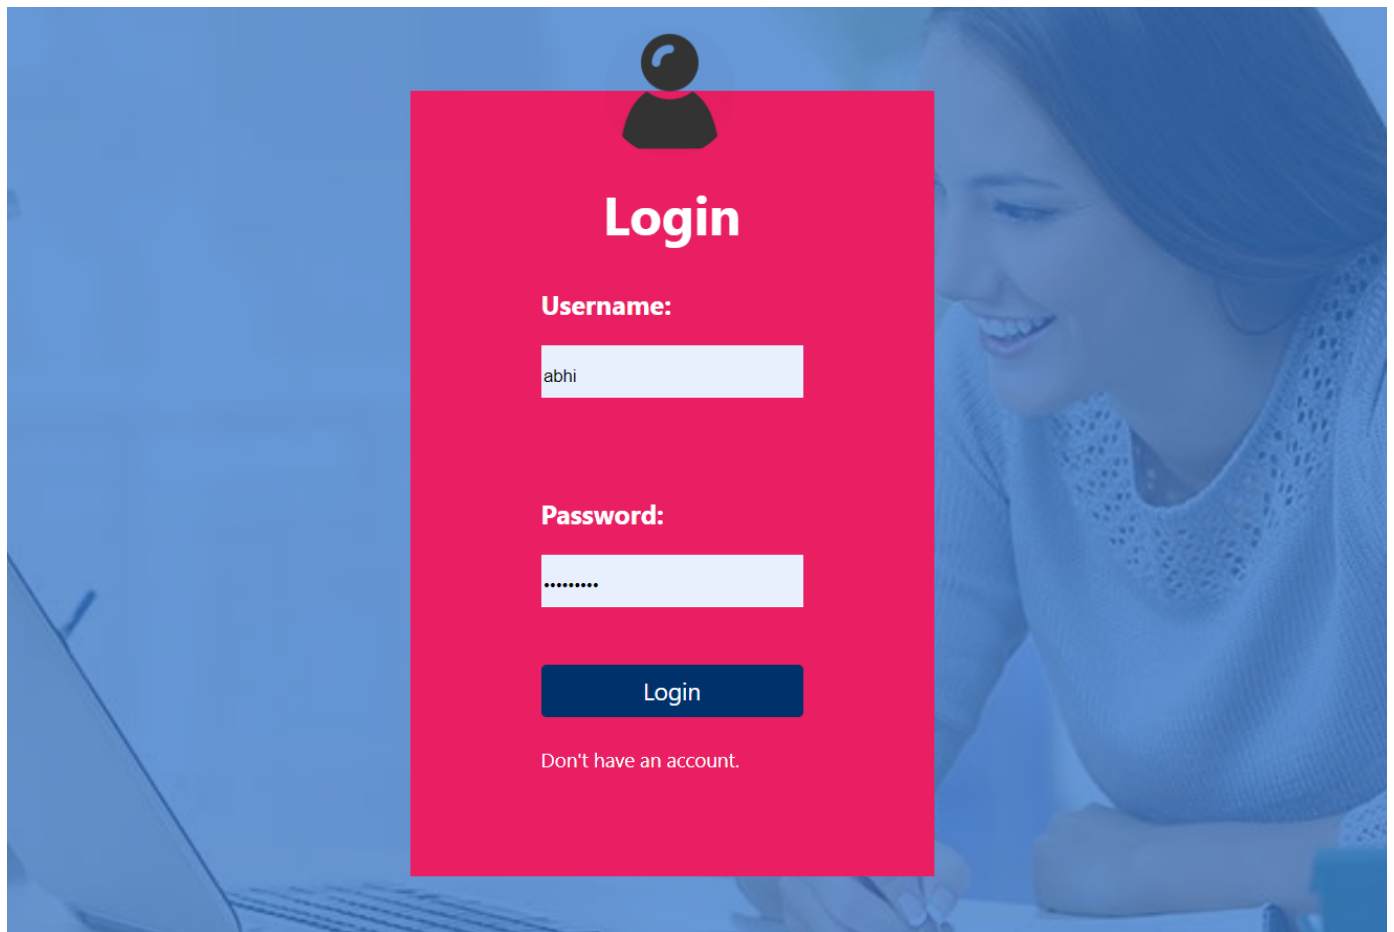 Login
Username:
abhi
Password:
•••••••••
Login
Don't have an account.